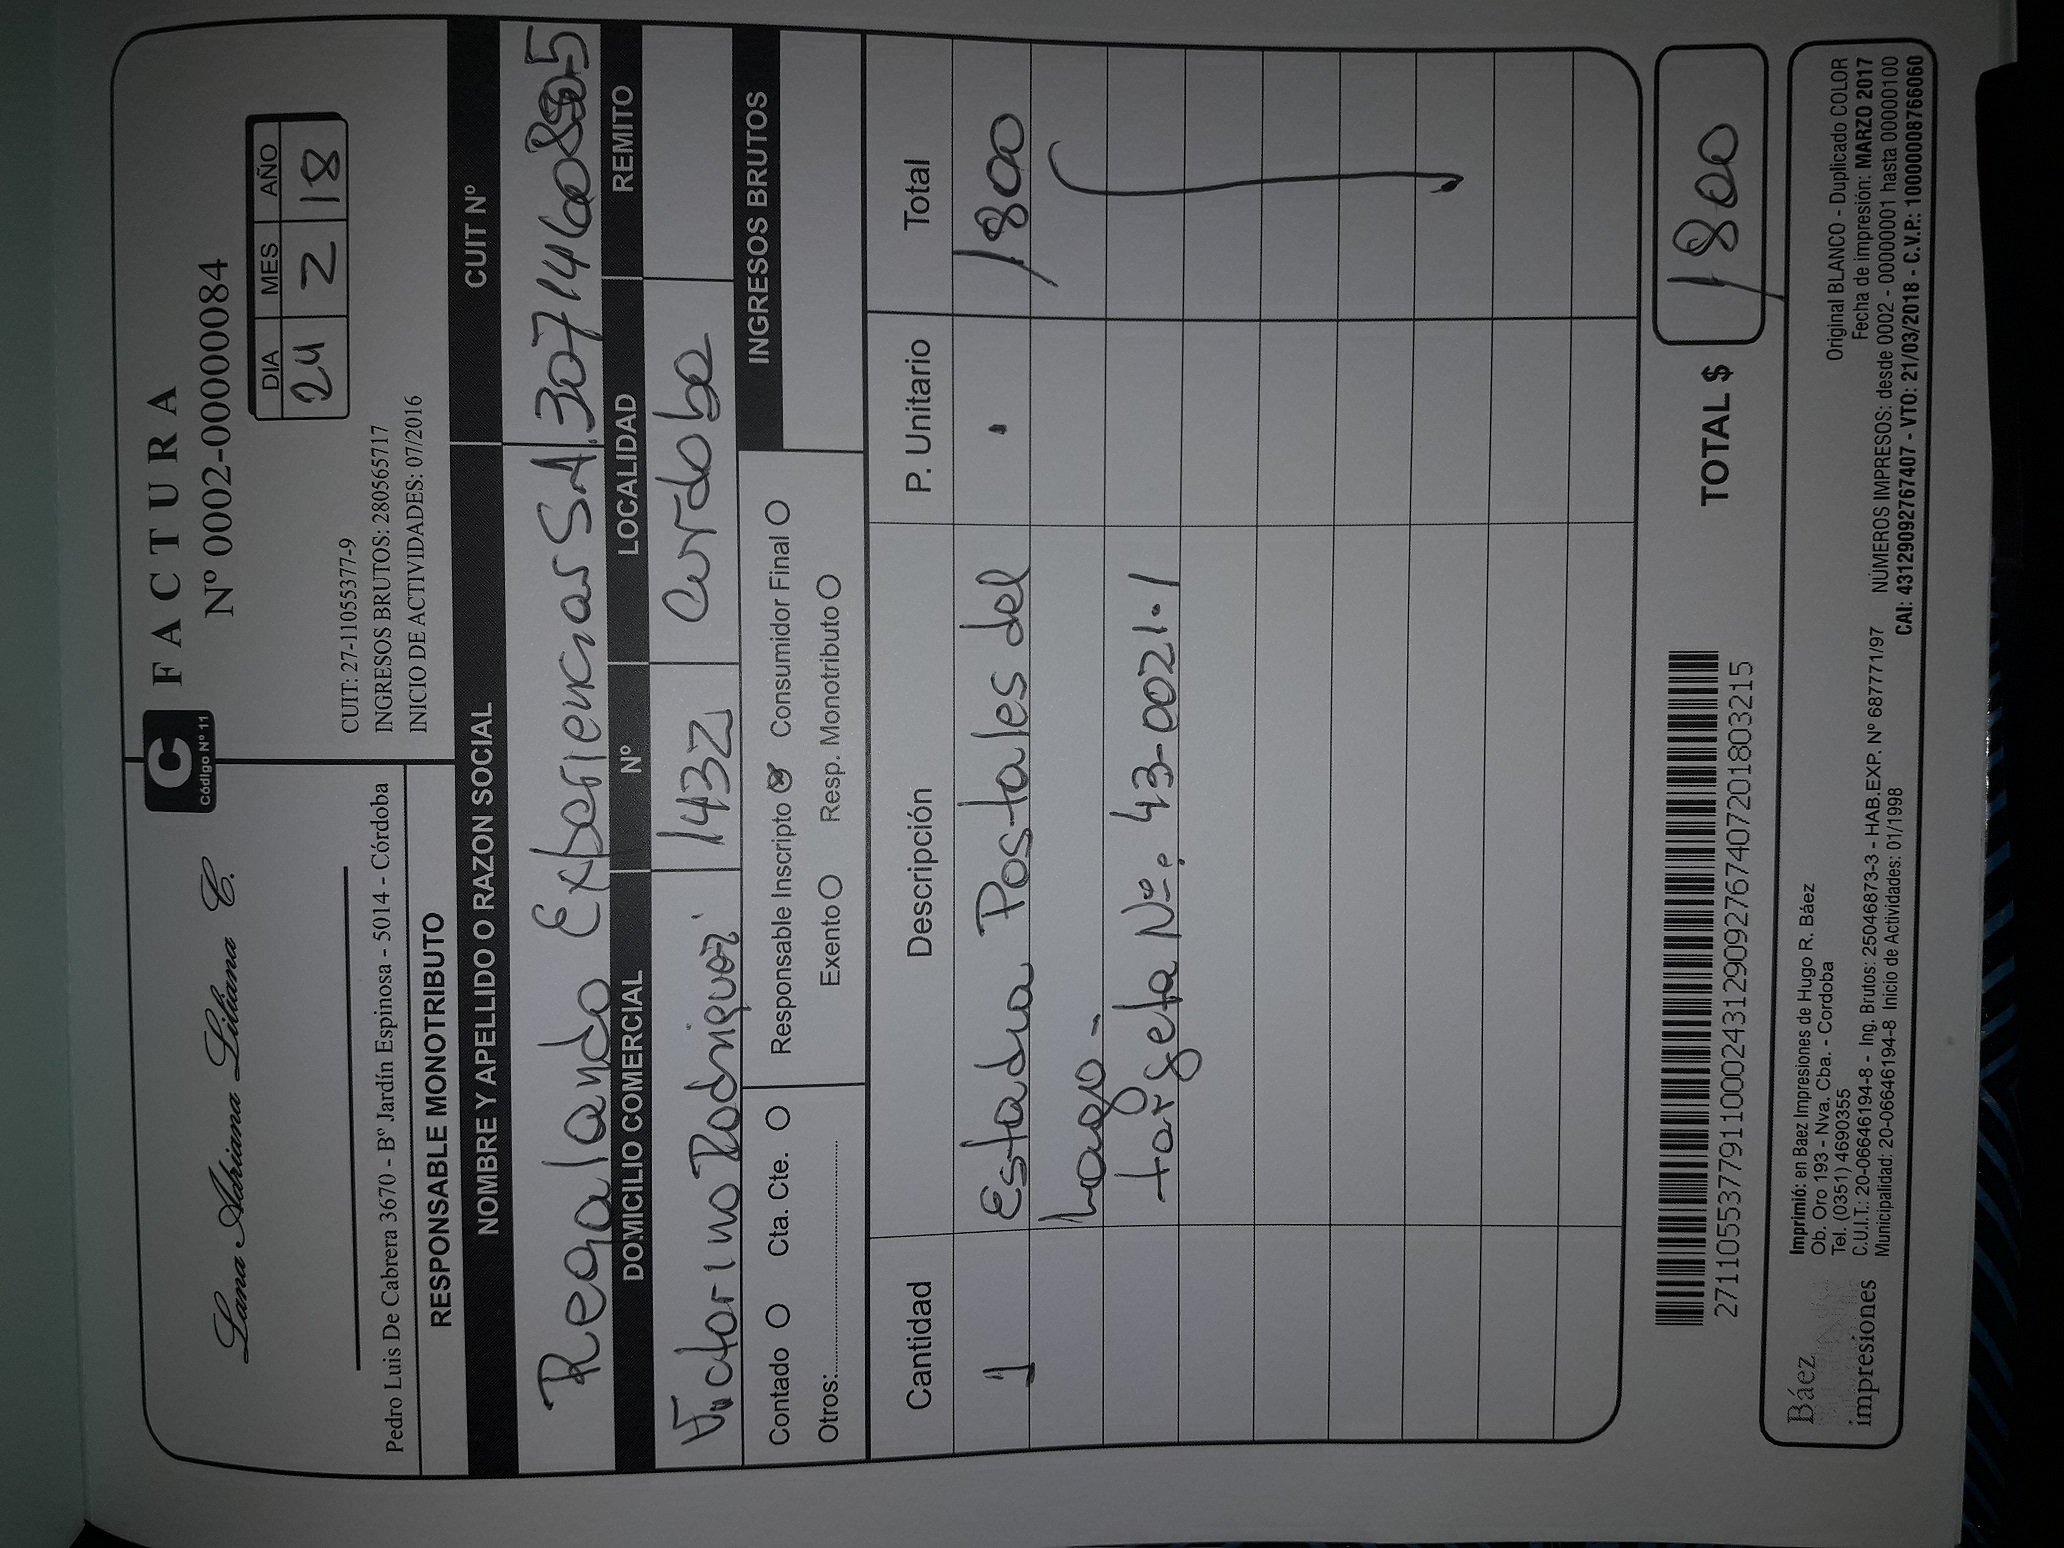 C
Código Nº 11
FACTURA
Nº 0002-00000084
Lana Adriana Liliana C.
DIA MES AÑO
24 2 18
Pedro Luis De Cabrera 3670 - Bº Jardín Espinosa - 5014 - Córdoba
RESPONSABLE MONOTRIBUTO
CUIT: 27-11055377-9
INGRESOS BRUTOS: 280565717
INICIO DE ACTIVIDADES: 07/2016
NOMBRE Y APELLIDO O RAZON SOCIAL CUIT Nº
Regalando Experiencias S.A.
DOMICILIO COMERCIAL Nº LOCALIDAD REMITO
Victorino Rodriguez 1432 Cordoba
Contado Cta. Cte. Responsable Inscripto Consumidor Final INGRESOS BRUTOS
Otros: Exento Resp. Monotributo
Cantidad Descripción P. Unitario Total
1 Estadia Postales del 1800
Lago -
targeta Nº: 43-0021.1
2711055377911000243129092767407201803215
TOTAL $ 1800
Báez
impresiones
Imprimió: en Baez Impresiones de Hugo R. Báez
Ob. Oro 193 - Nva. Cba. - Cordoba
Tel. (0351) 4690355
C.U.I.T.: 20-06646194-8 - Ing. Brutos: 25046873-3 - HAB.EXP. Nº 687771/97
Municipalidad: 20-06646194-8 Inicio de Actividades: 01/1998
Original BLANCO - Duplicado COLOR
Fecha de impresión: MARZO 2017
NÚMEROS IMPRESOS: desde 0002 - 00000001 hasta 00000100
CAI: 43129092767407 - VTO: 21/03/2018 - C.V.P.: 10000008766060